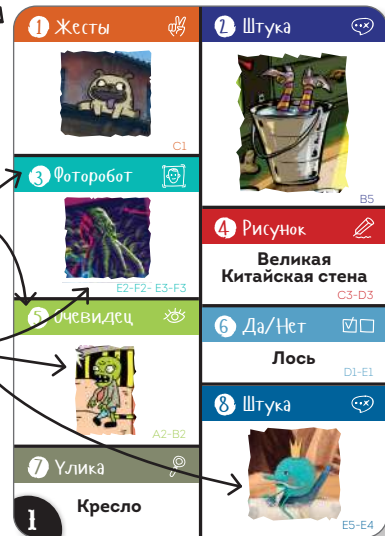 1 Жесты
C1
2 Штука
B5
3 Фоторобот
E2-F2- E3-F3
4 Рисунок
Великая
Китайская стена
C3-D3
5 Очевидец
A2-B2
6 Да/Нет
Лось
D1-E1
7 Улика
Кресло
8 Штука
E5-E4
1